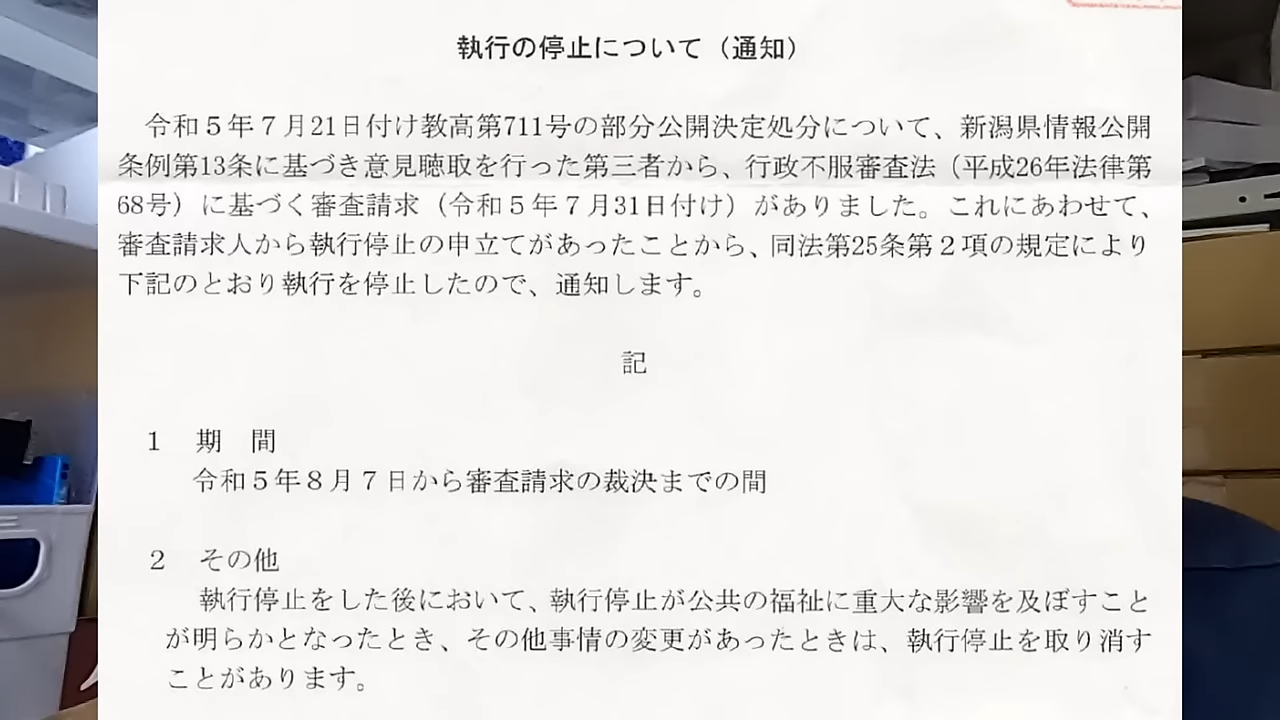 執行の停止について（通知）
令和５年７月21日付け教高第711号の部分公開決定処分について、新潟県情報公開
条例第13条に基づき意見聴取を行った第三者から、行政不服審査法（平成26年法律第
68号）に基づく審査請求（令和５年７月31日付け）がありました。これにあわせて、
審査請求人から執行停止の申立てがあったことから、同法第25条第２項の規定により
下記のとおり執行を停止したので、通知します。
記
１　期　間
令和５年８月７日から審査請求の裁決までの間
２　その他
執行停止をした後において、執行停止が公共の福祉に重大な影響を及ぼすこと
が明らかとなったとき、その他事情の変更があったときは、執行停止を取り消す
ことがあります。